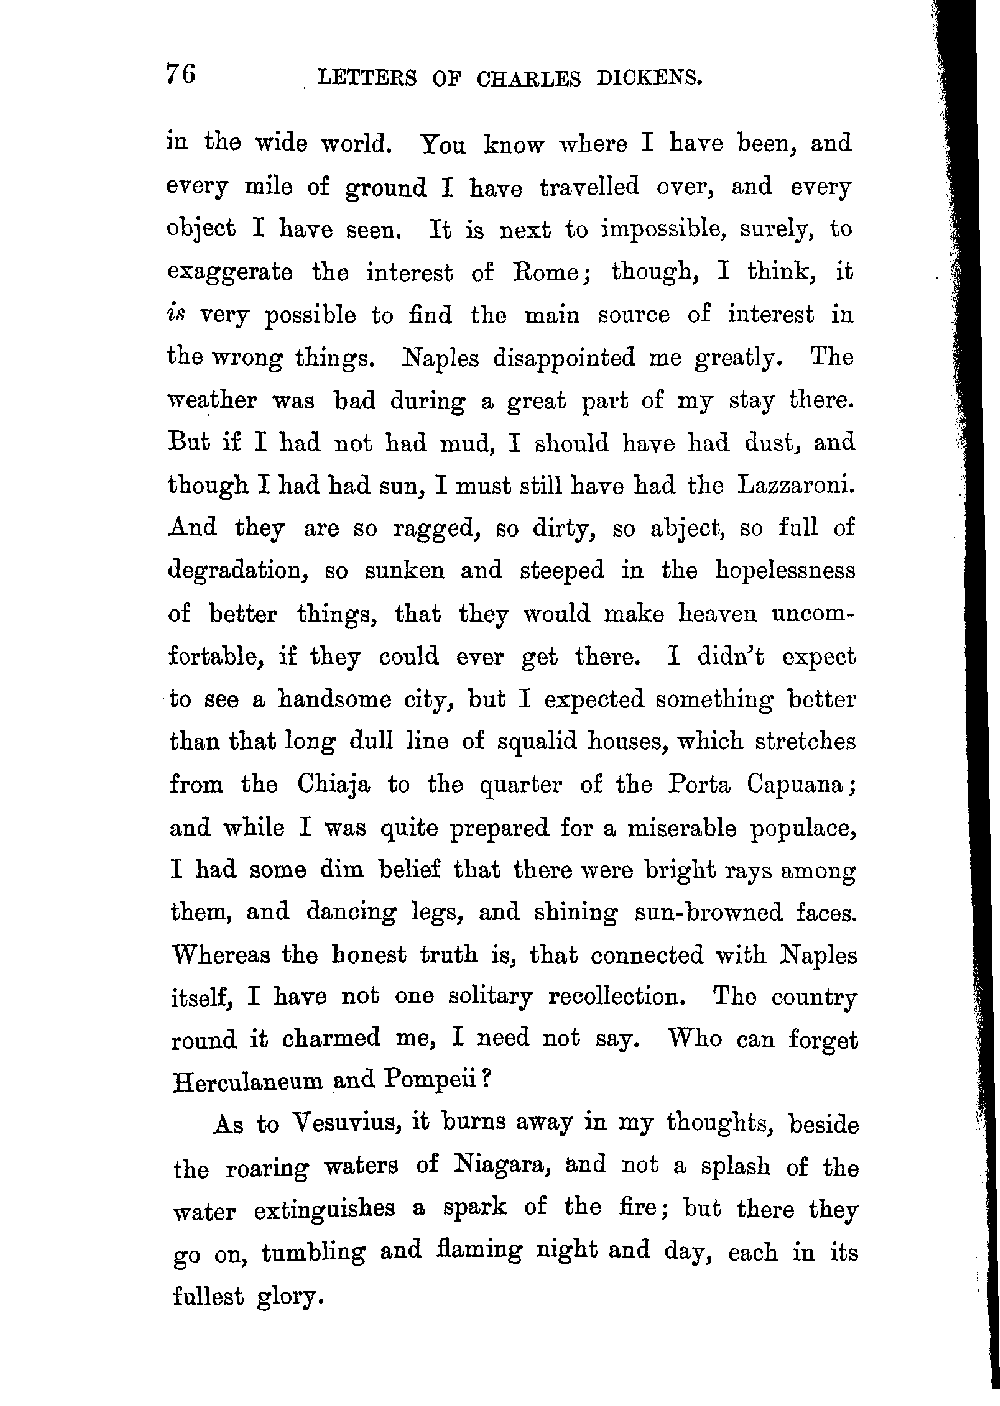 76 LETTERS OF CHARLES DICKENS.
in the wide world. You know where I have been, and
every mile of ground I have travelled over, and every
object I have seen. It is next to impossible, surely, to
exaggerate the interest of Rome; though, I think, it
is very possible to find the main source of interest in
the wrong things. Naples disappointed me greatly. The
weather was bad during a great part of my stay there.
But if I had not had mud, I should have had dust, and
though I had had sun, I must still have had the Lazzaroni.
And they are so ragged, so dirty, so abject, so full of
degradation, so sunken and steeped in the hopelessness
of better things, that they would make heaven uncom-
fortable, if they could ever get there. I didn't expect
to see a handsome city, but I expected something better
than that long dull line of squalid houses, which stretches
from the Chiaja to the quarter of the Porta Capuana;
and while I was quite prepared for a miserable populace,
I had some dim belief that there were bright rays among
them, and dancing legs, and shining sun-browned faces.
Whereas the honest truth is, that connected with Naples
itself, I have not one solitary recollection. The country
round it charmed me, I need not say. Who can forget
Herculaneum and Pompeii?
As to Vesuvius, it burns away in my thoughts, beside
the roaring waters of Niagara, and not a splash of the
water extinguishes a spark of the fire; but there they
go on, tumbling and flaming night and day, each in its
fullest glory.